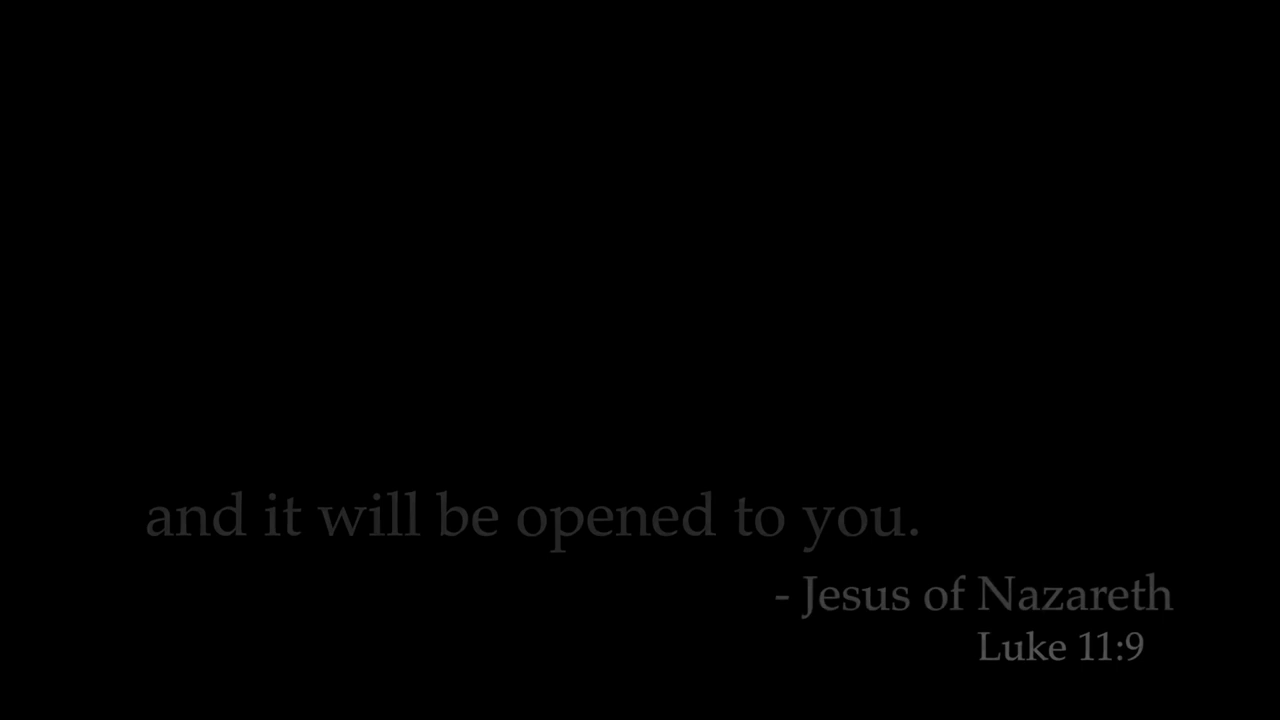 and it will be opened to you.
- Jesus of Nazareth
Luke 11:9